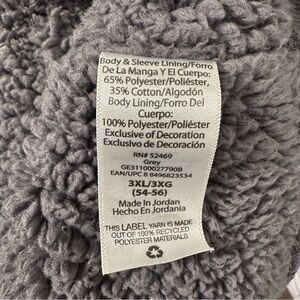 Body & Sleeve Lining/Forro
De La Manga Y El Cuerpo:
65% Polyester/Poliéster,
35% Cotton/Algodón
Body Lining/Forro Del
Cuerpo:
100% Polyester/Poliéster
Exclusive of Decoration
Exclusivo de Decoración
RN# 52469
Grey
GE31100027790B
EAN/UPC 8 8496823534
3XL/3XG
(54-56)
Made In Jordan
Hecho En Jordania
THIS LABEL YARN IS MADE
OUT OF 100% RECYCLED
POLYESTER MATERIALS